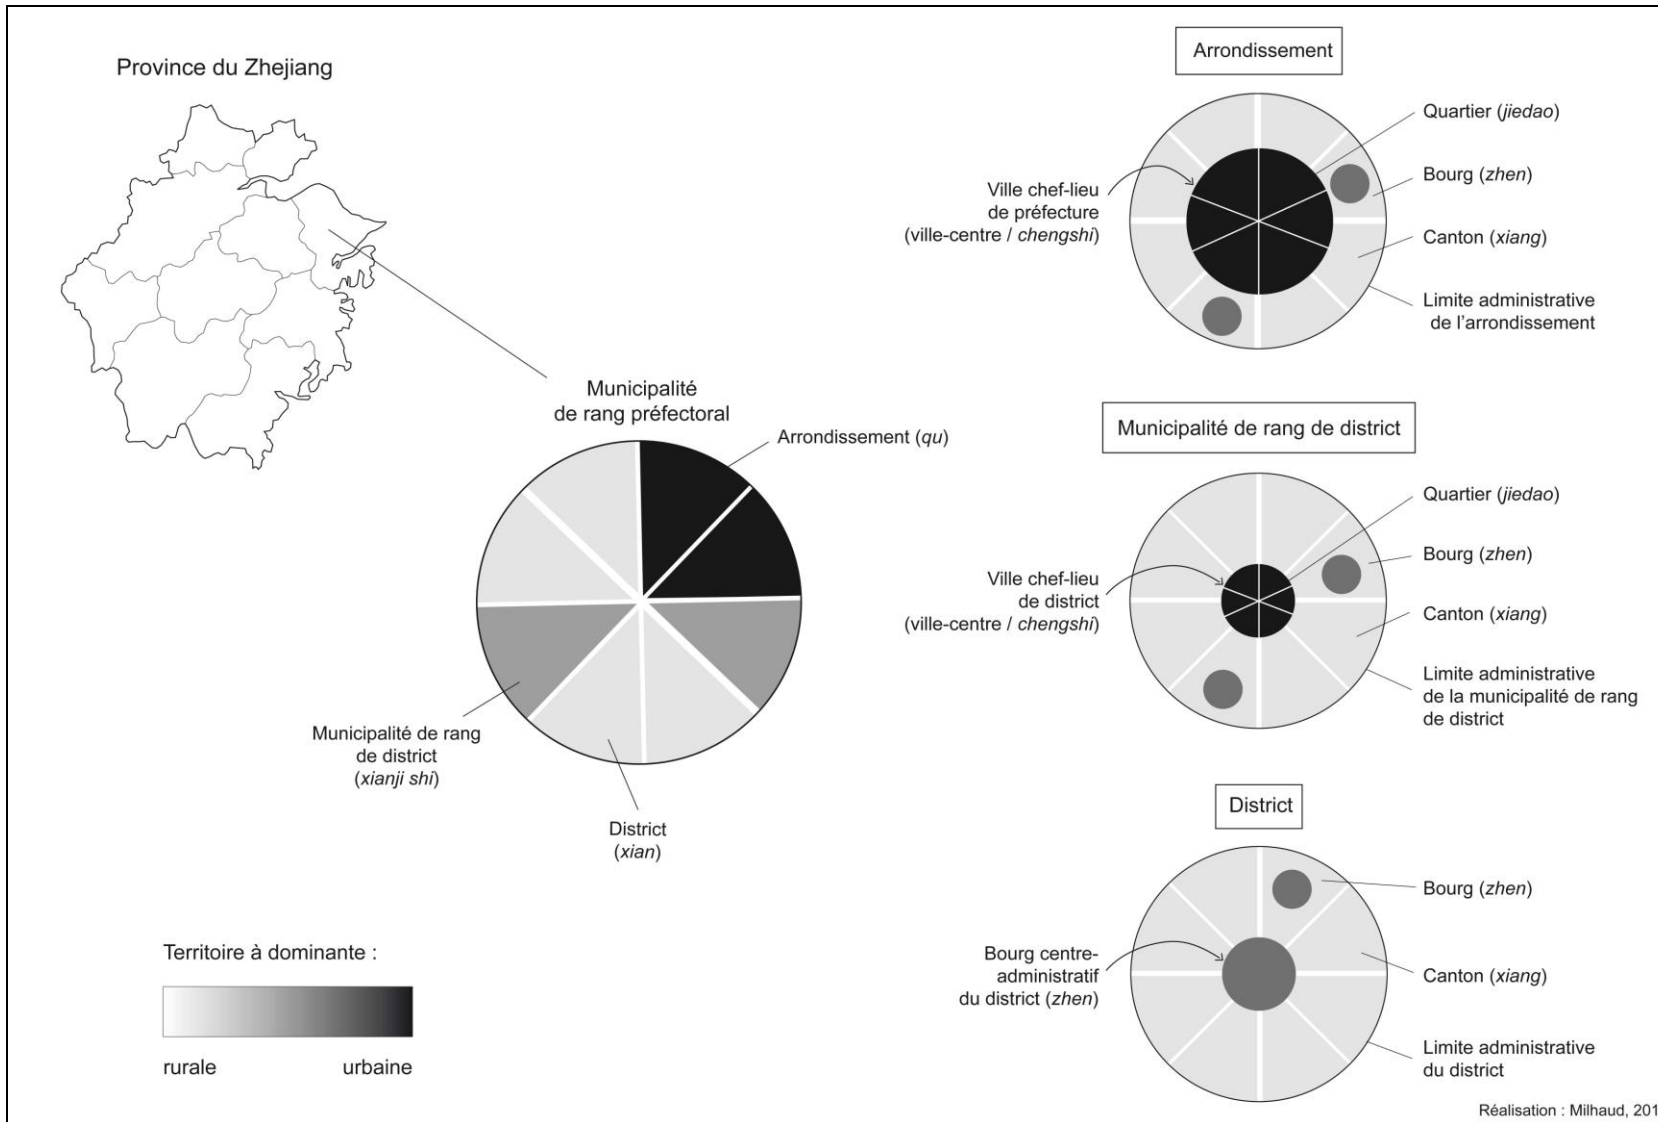 Province du Zhejiang
Municipalité
de rang préfectoral
Arrondissement (qu)
Municipalité de rang
de district
(xianji shi)
District
(xian)
Territoire à dominante :
rurale
urbaine
Arrondissement
Ville chef-lieu
de préfecture
(ville-centre / chengshi)
Quartier (jiedao)
Bourg (zhen)
Canton (xiang)
Limite administrative
de l'arrondissement
Municipalité de rang de district
Ville chef-lieu
de district
(ville-centre / chengshi)
Quartier (jiedao)
Bourg (zhen)
Canton (xiang)
Limite administrative
de la municipalité de rang
de district
District
Bourg centre-
administratif
du district (zhen)
Bourg (zhen)
Canton (xiang)
Limite administrative
du district
Réalisation : Milhaud, 201